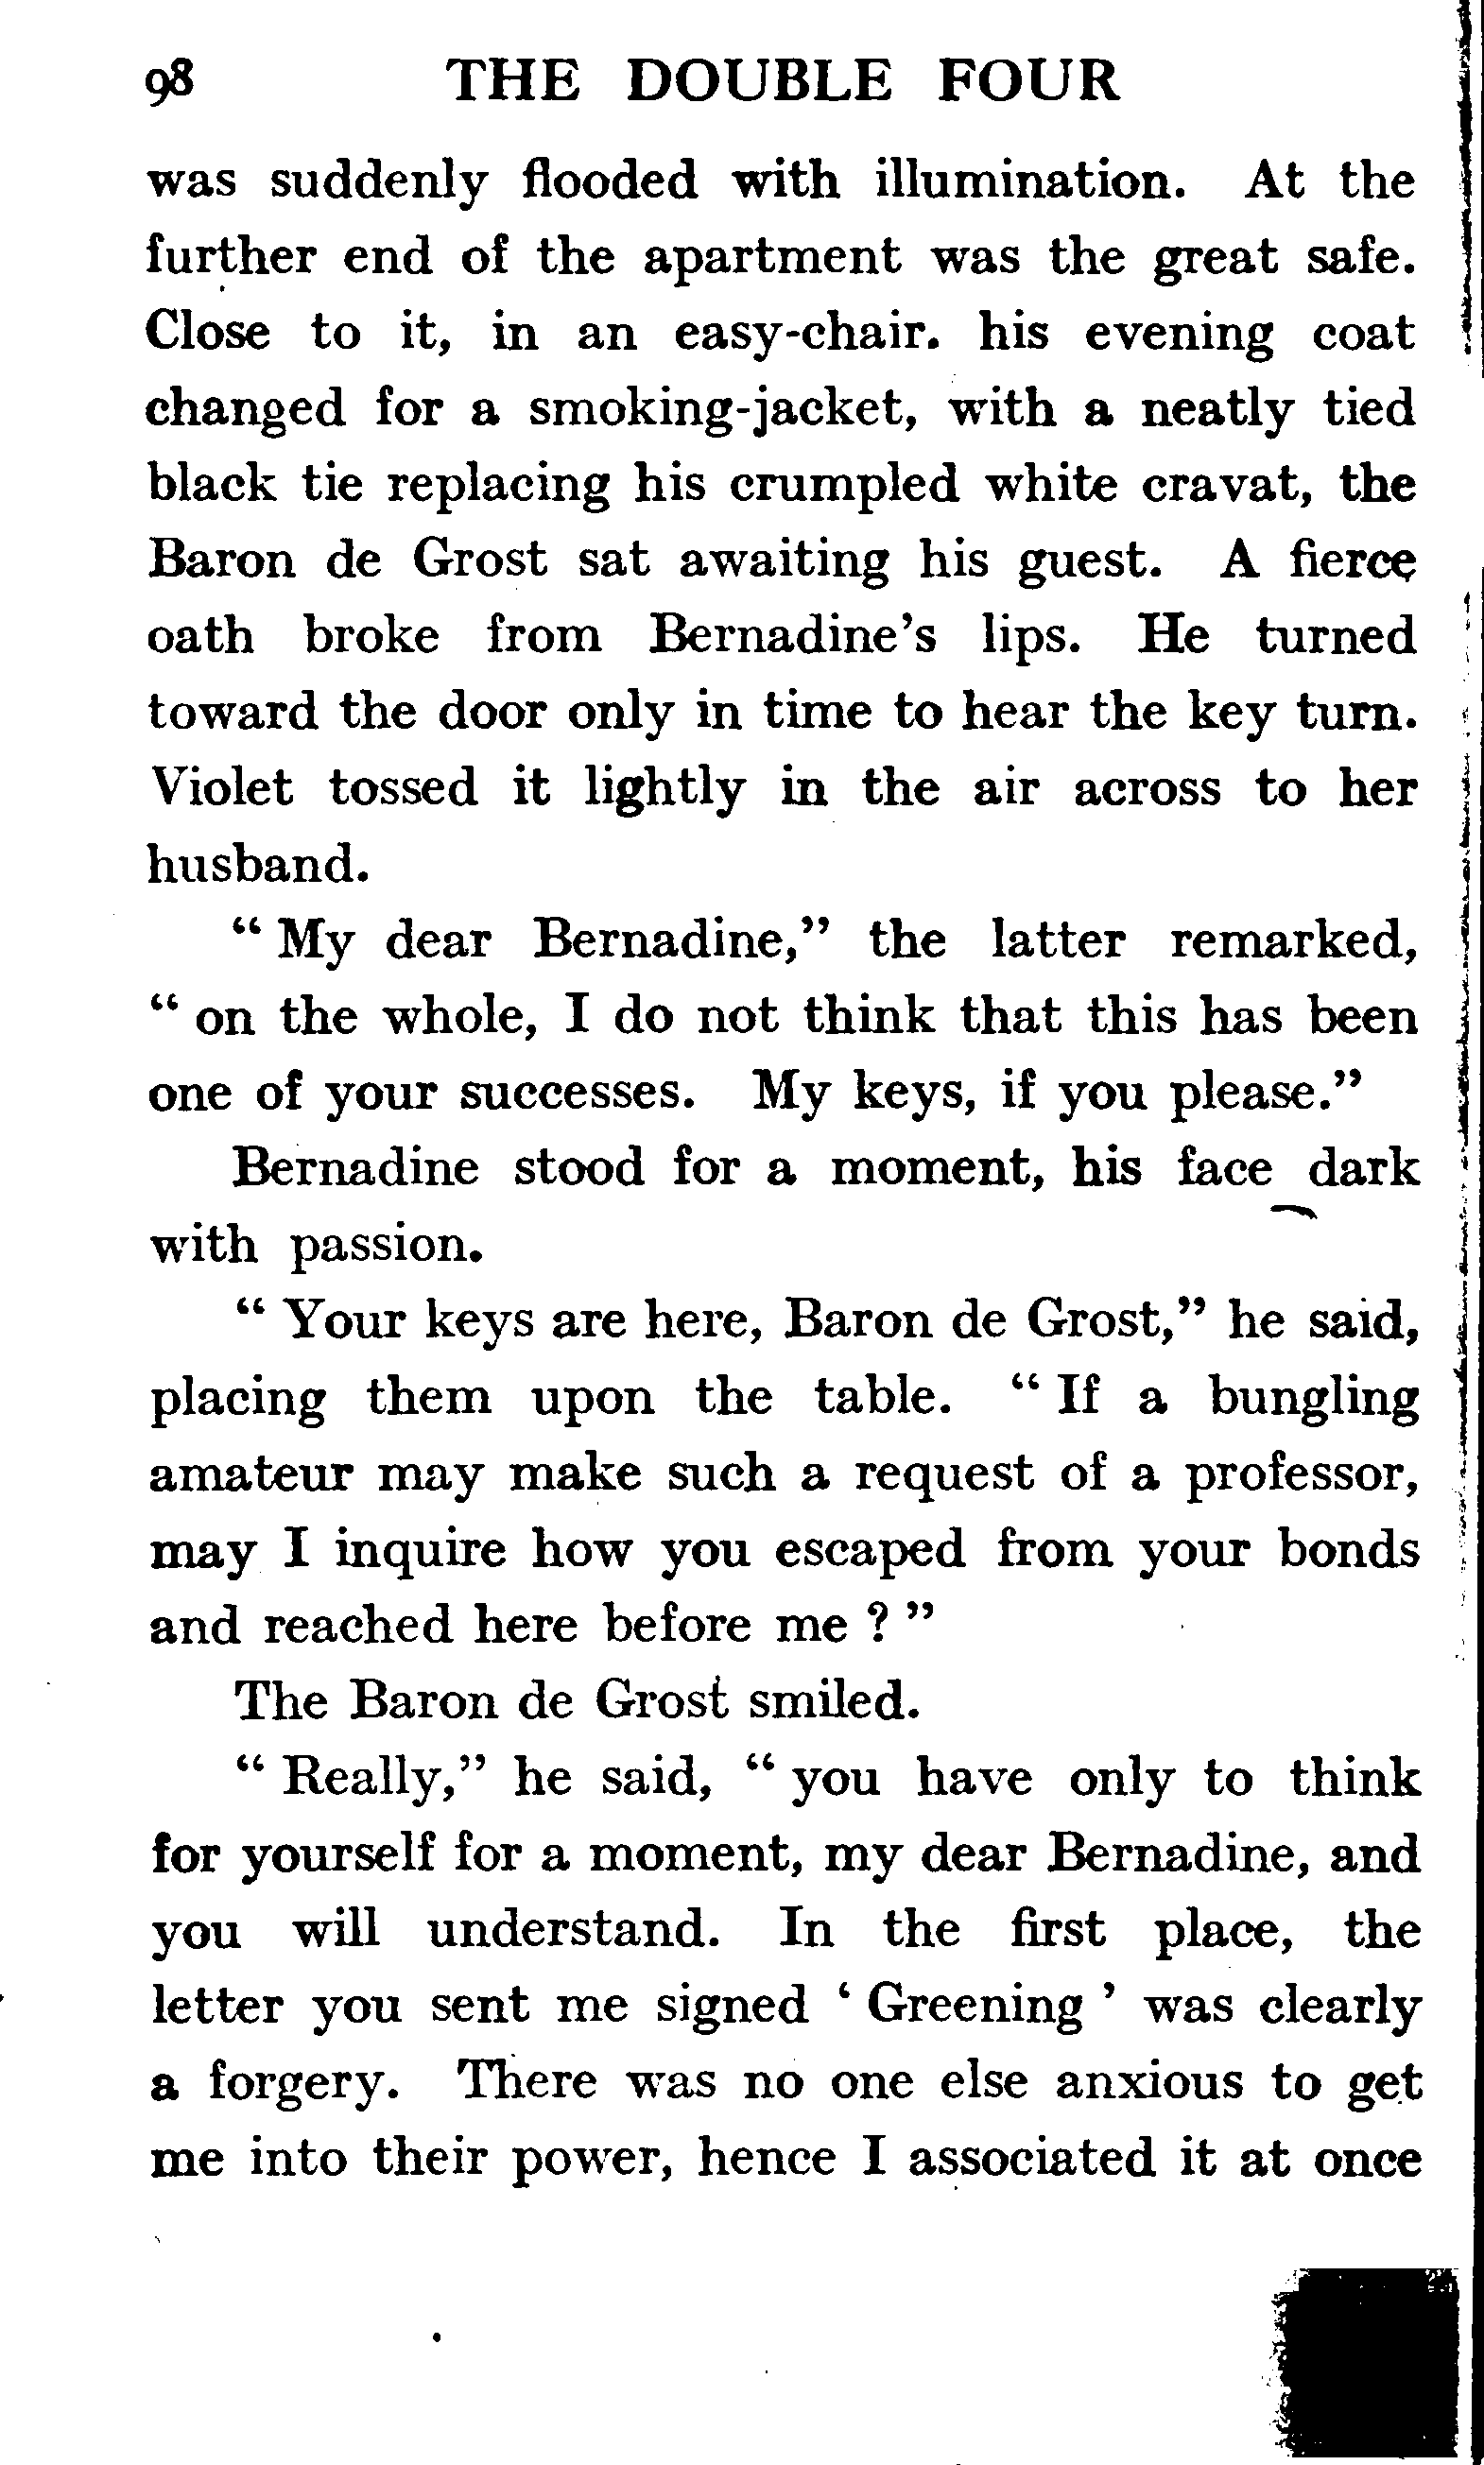 98 THE DOUBLE FOUR
was suddenly flooded with illumination. At the
further end of the apartment was the great safe.
Close to it, in an easy-chair. his evening coat
changed for a smoking-jacket, with a neatly tied
black tie replacing his crumpled white cravat, the
Baron de Grost sat awaiting his guest. A fierce
oath broke from Bernadine's lips. He turned
toward the door only in time to hear the key turn.
Violet tossed it lightly in the air across to her
husband.
“ My dear Bernadine,” the latter remarked,
“ on the whole, I do not think that this has been
one of your successes. My keys, if you please.”
Bernadine stood for a moment, his face dark
with passion.
“ Your keys are here, Baron de Grost,” he said,
placing them upon the table. “ If a bungling
amateur may make such a request of a professor,
may I inquire how you escaped from your bonds
and reached here before me ? ”
The Baron de Grost smiled.
“ Really,” he said, “ you have only to think
for yourself for a moment, my dear Bernadine, and
you will understand. In the first place, the
letter you sent me signed ‘ Greening ’ was clearly
a forgery. There was no one else anxious to get
me into their power, hence I associated it at once